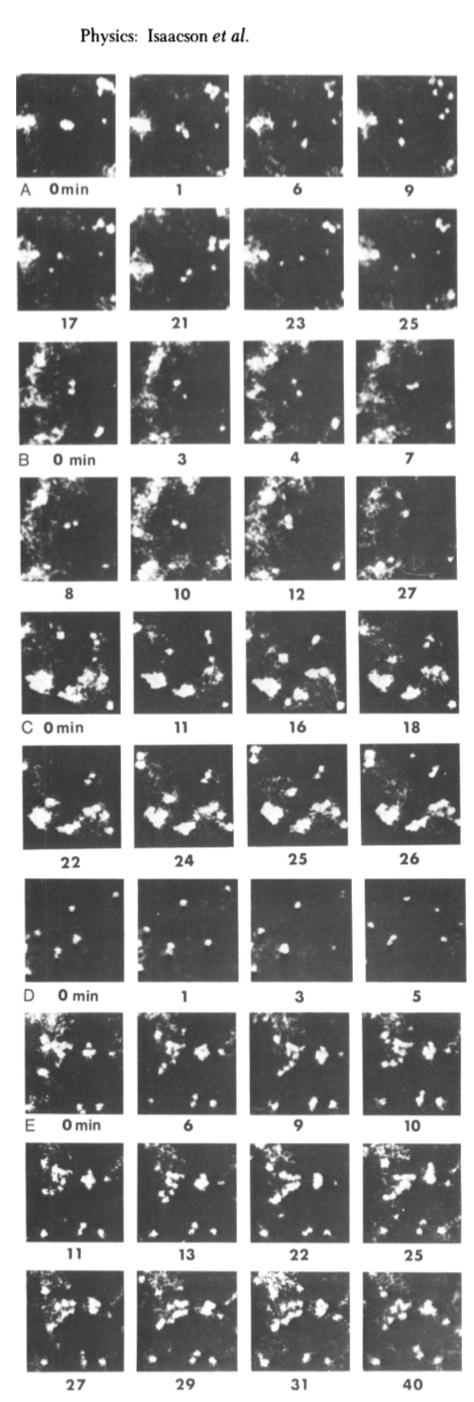 Physics: Isaacson et al.
A 0 min 1 6 9
17 21 23 25
B 0 min 3 4 7
8 10 12 27
C 0 min 11 16 18
22 24 25 26
D 0 min 1 3 5
E 0 min 6 9 10
11 13 22 25
27 29 31 40